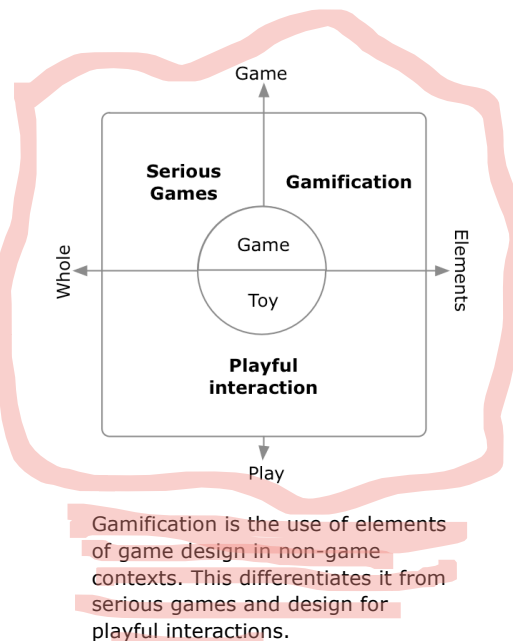 Game
Serious
Games
Gamification
Whole
Elements
Game
Toy
Playful
interaction
Play
Gamification is the use of elements
of game design in non-game
contexts. This differentiates it from
serious games and design for
playful interactions.